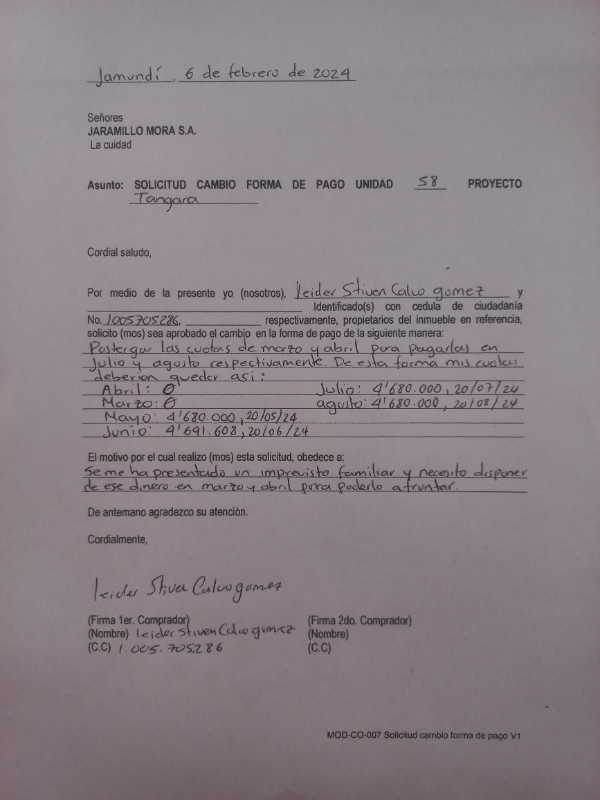 Jamundí, 6 de febrero de 2024
Señores
JARAMILLO MORA S.A.
La cuidad
Asunto: SOLICITUD CAMBIO FORMA DE PAGO UNIDAD 58 PROYECTO
Tangara
Cordial saludo,
Por medio de la presente yo (nosotros), Leider Stiven Calvo gomez y
Identificado(s) con cedula de ciudadanía
No. 1005705286, respectivamente, propietarios del inmueble en referencia,
solicito (mos) sea aprobado el cambio en la forma de pago de la siguiente manera:
Postergar las cuotas de marzo y abril para pagarlas en
Julio y agosto respectivamente. De esta forma mis cuotas
deberian quedar así:
Abril: 0 Julio: 4'680.000, 20/07/24
Marzo: 0 agosto: 4'680.000, 20/08/24
Mayo: 4'680.000, 20/05/24
Junio: 4'691.608, 20/06/24
El motivo por el cual realizo (mos) esta solicitud, obedece a:
Se me ha presentado un imprevisto familiar y necesito disponer
de ese dinero en marzo y abril para poderlo afrontar.
De antemano agradezco su atención.
Cordialmente,
Leider Stiven Calvo gomez
(Firma 1er. Comprador) (Firma 2do. Comprador)
(Nombre) Leider Stiven Calvo gomez (Nombre)
(C.C) 1.005.705286 (C.C)
MOD-CO-007 Solicitud cambio forma de pago V1